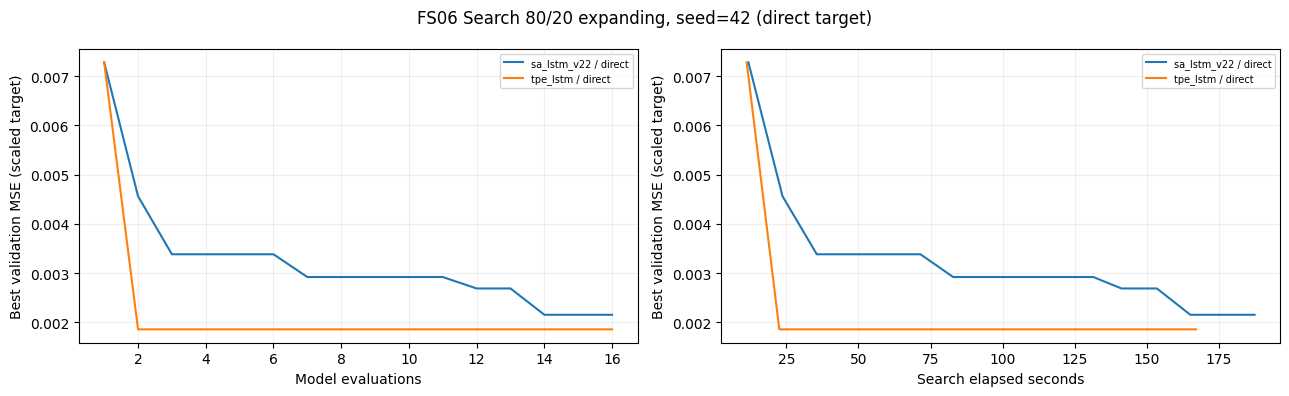 FS06 Search 80/20 expanding, seed=42 (direct target)
Best validation MSE (scaled target)
0.007
0.006
0.005
0.004
0.003
0.002
sa_lstm_v22 / direct
tpe_lstm / direct
2 4 6 8 10 12 14 16
Model evaluations
Best validation MSE (scaled target)
0.007
0.006
0.005
0.004
0.003
0.002
sa_lstm_v22 / direct
tpe_lstm / direct
25 50 75 100 125 150 175
Search elapsed seconds